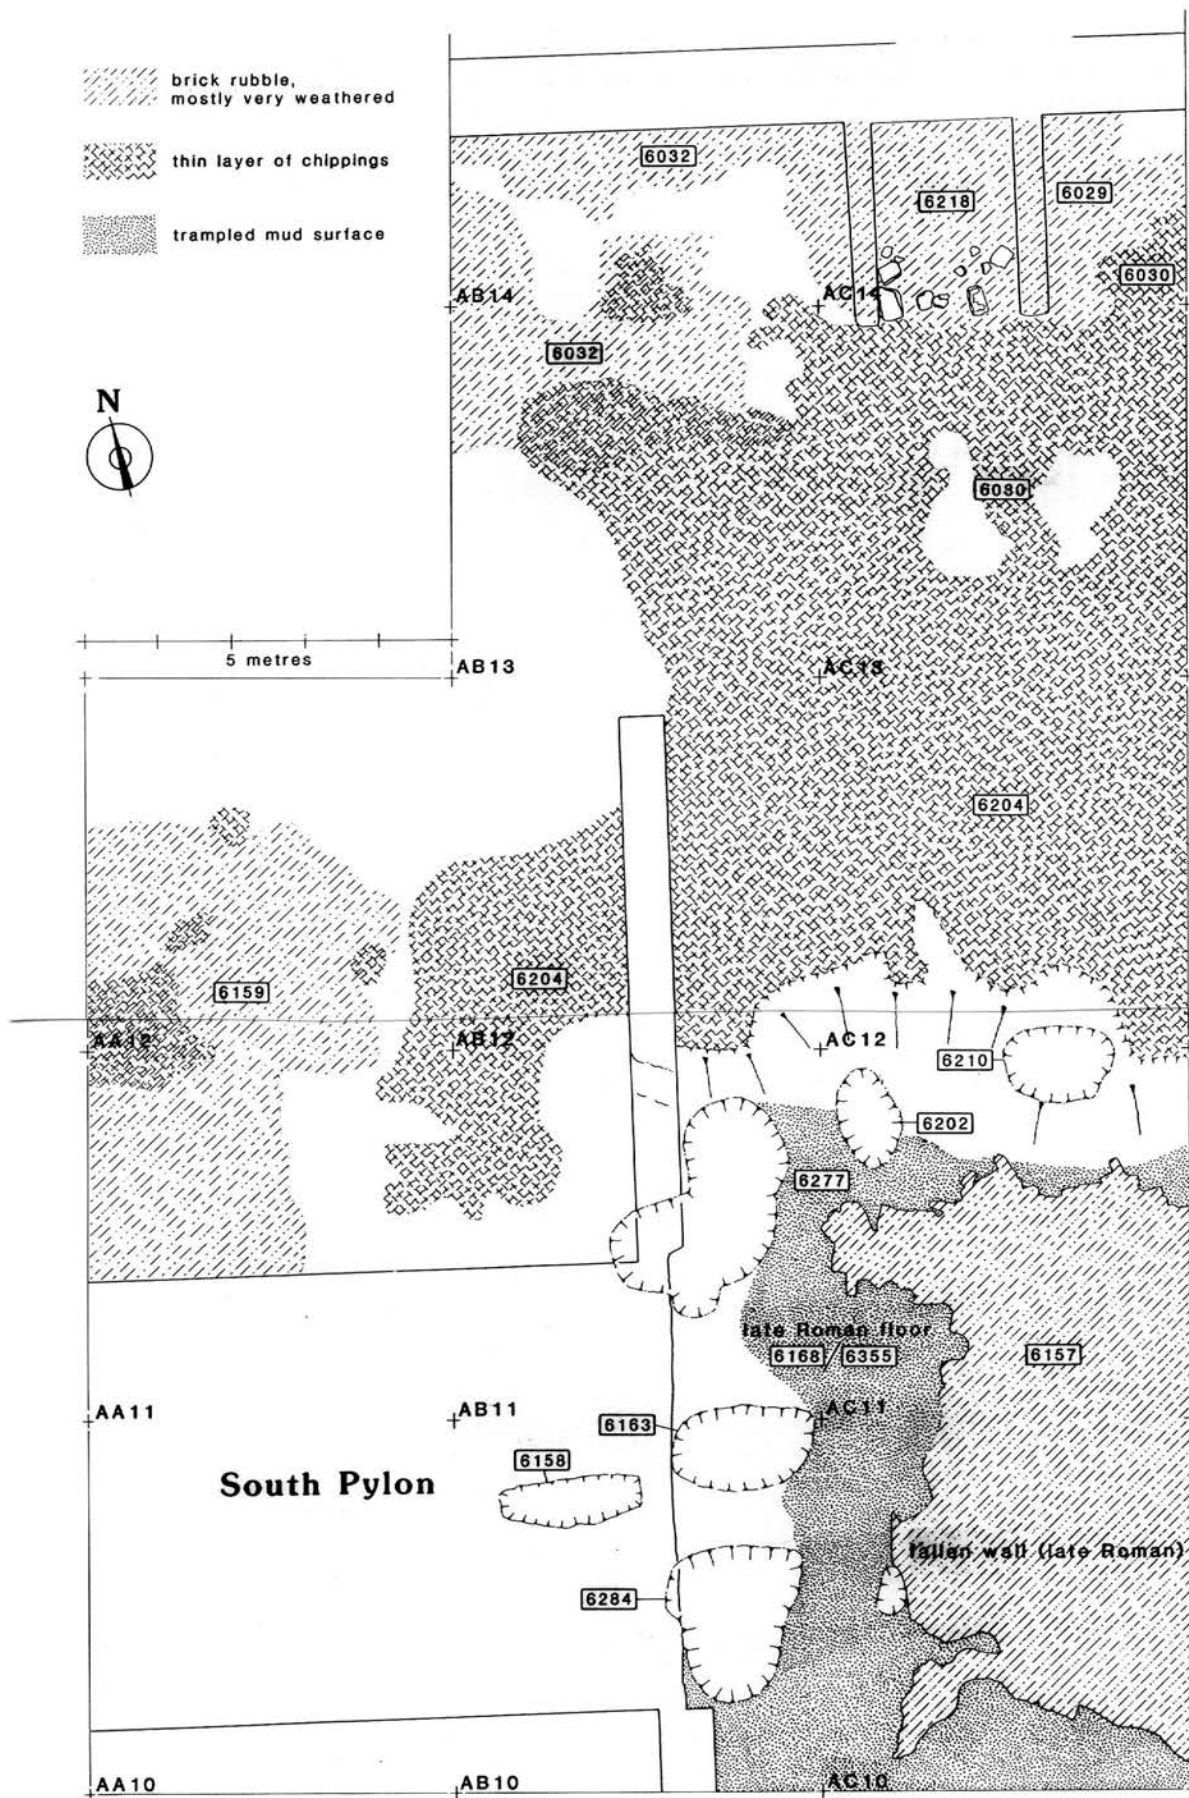 brick rubble,
mostly very weathered
thin layer of chippings
trampled mud surface
6032
6218
6029
6030
AB14
AC14
6032
N
6030
5 metres
AB13
AC13
6204
6159
6204
AA12
AB12
AC12
6210
6202
6277
late Roman floor
6168 / 6355
6157
AA11
AB11
AC11
6163
6158
South Pylon
fallen wall (late Roman)
6284
AA10
AB10
AC10